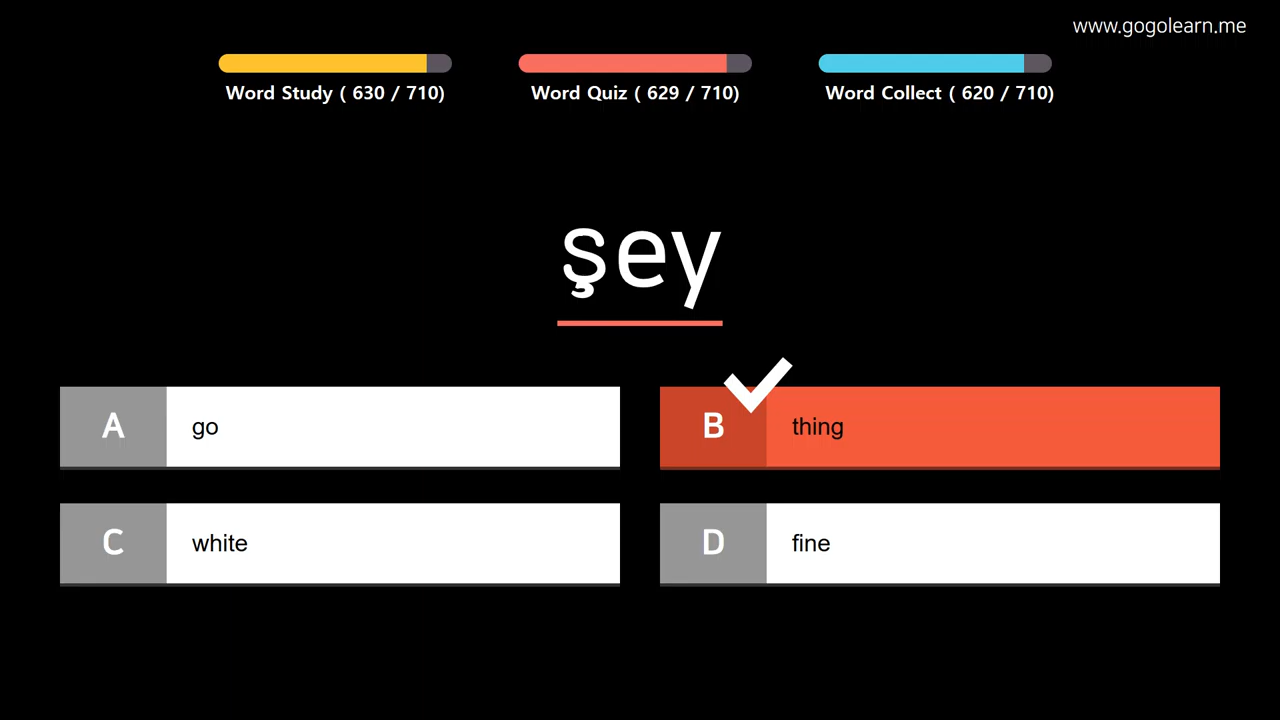 www.gogolearn.me
Word Study ( 630 / 710)
Word Quiz ( 629 / 710)
Word Collect ( 620 / 710)
şey
A
go
B
thing
C
white
D
fine